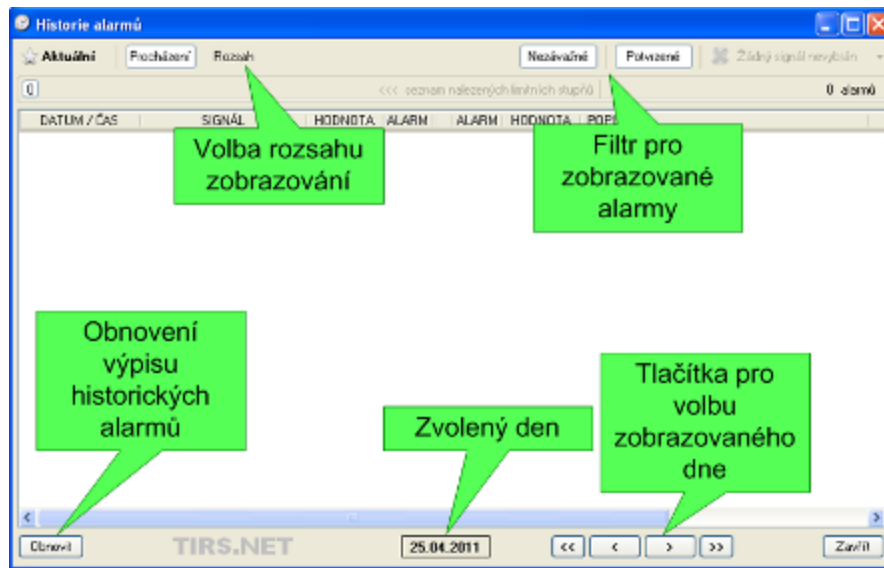 Historie alarmů
Aktuální Procházení Rozsah Nezávažné Potvrzené Žádný signál nevybrán
0 <<< seznam nalezených limitních stupňů 0 alarmů
DATUM / ČAS SIGNÁL HODNOTA ALARM ALARM HODNOTA
Volba rozsahu
zobrazování
Filtr pro
zobrazované
alarmy
Obnovení
výpisu
historických
alarmů
Zvolený den
Tlačítka pro
volbu
zobrazovaného
dne
Obnovit TIRS.NET 25.04.2011 << < > >> Zavřít